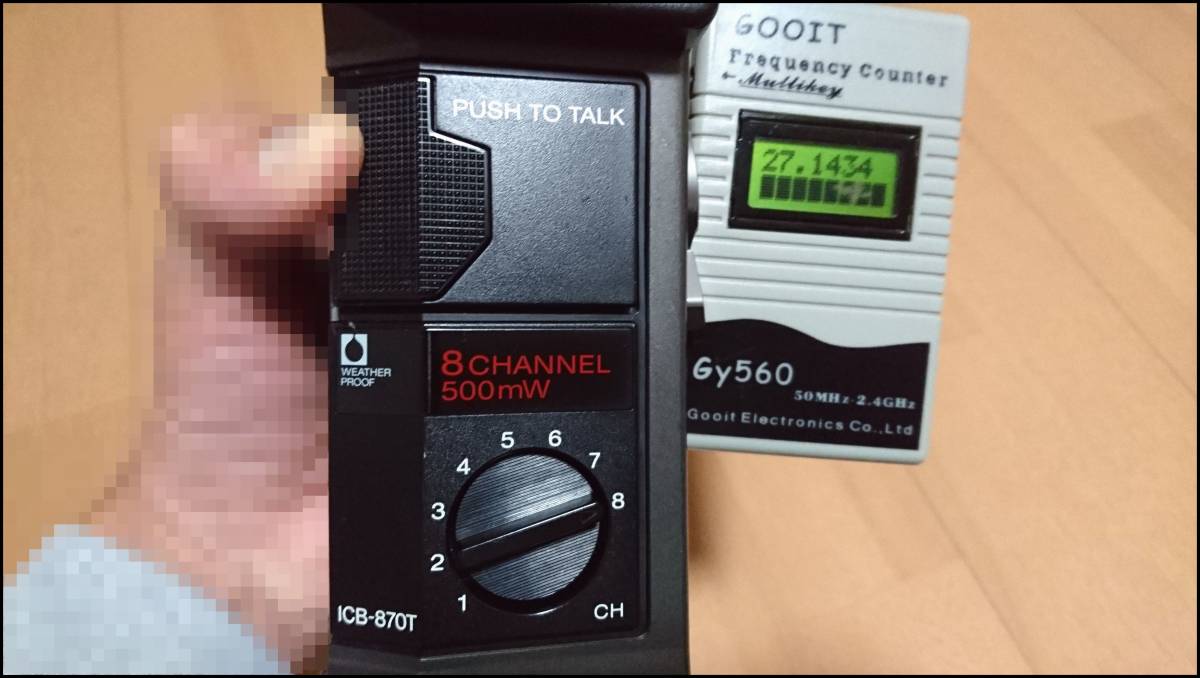 PUSH TO TALK
WEATHER
PROOF
8 CHANNEL
500mW
1
2
3
4
5
6
7
8
CH
ICB-870T
GOOIT
Frequency Counter
←Multikey
27.1434
Gy560
50MHz-2.4GHz
Gooit Electronics Co.,Ltd